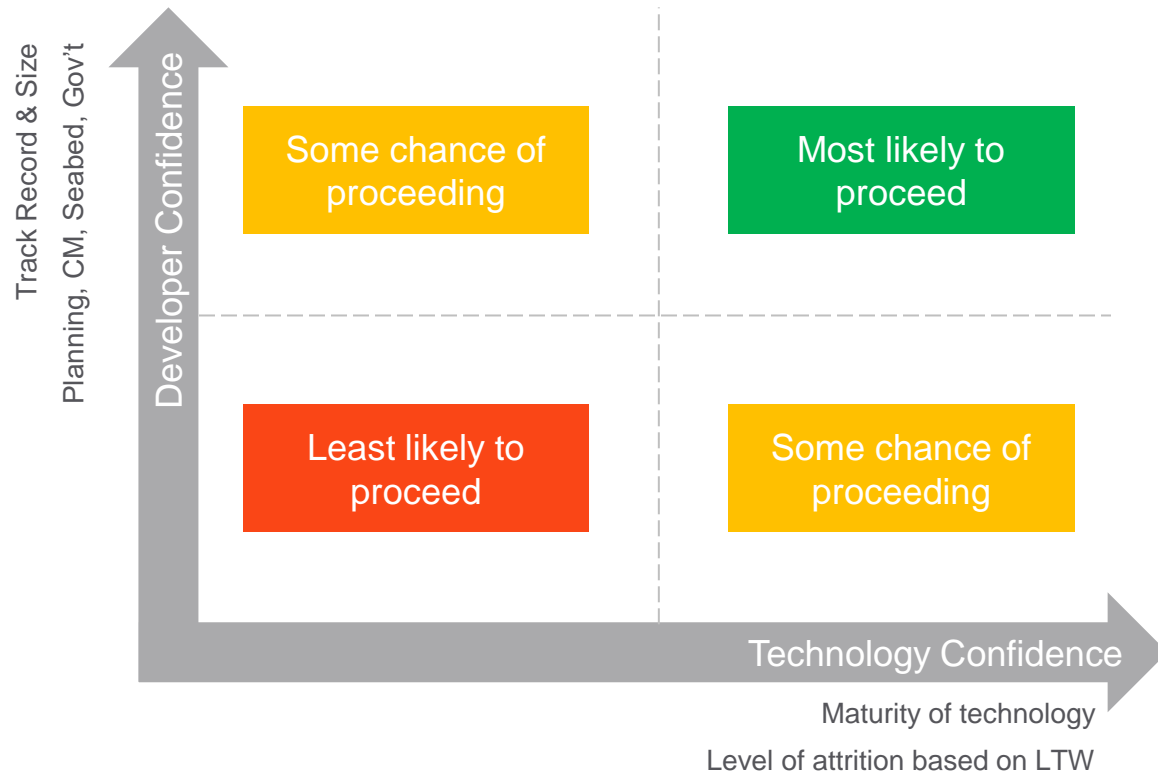 Track Record & Size
Planning, CM, Seabed, Gov't
Developer Confidence
Some chance of
proceeding
Most likely to
proceed
Least likely to
proceed
Some chance of
proceeding
Technology Confidence
Maturity of technology
Level of attrition based on LTW